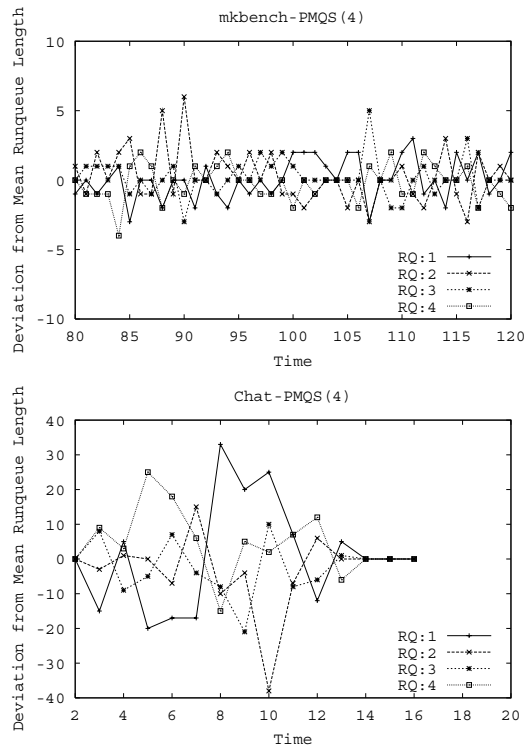 mkbench-PMQS(4)
Deviation from Mean Runqueue Length
10
5
0
-5
-10
RQ:1
RQ:2
RQ:3
RQ:4
80 85 90 95 100 105 110 115 120
Time
Chat-PMQS(4)
Deviation from Mean Runqueue Length
40
30
20
10
0
-10
-20
-30
-40
RQ:1
RQ:2
RQ:3
RQ:4
2 4 6 8 10 12 14 16 18 20
Time